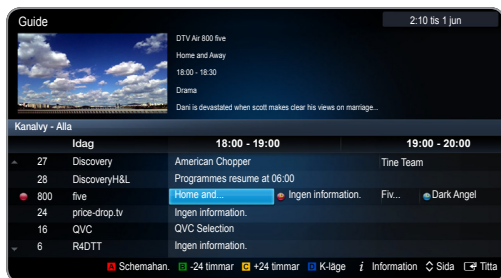 Guide 2:10 tis 1 jun
DTV Air 800 five
Home and Away
18:00 - 18:30
Drama
Dani is devastated when scott makes clear his views on marriage...
Kanalvy - Alla
Idag 18:00 - 19:00 19:00 - 20:00
27 Discovery American Chopper Tine Team
28 DiscoveryH&L Programmes resume at 06:00
800 five Home and... Ingen information. Fiv... Dark Angel
24 price-drop.tv Ingen information.
16 QVC QVC Selection
6 R4DTT Ingen information.
A Schemahan. B -24 timmar C +24 timmar D K-läge i Information Sida Titta